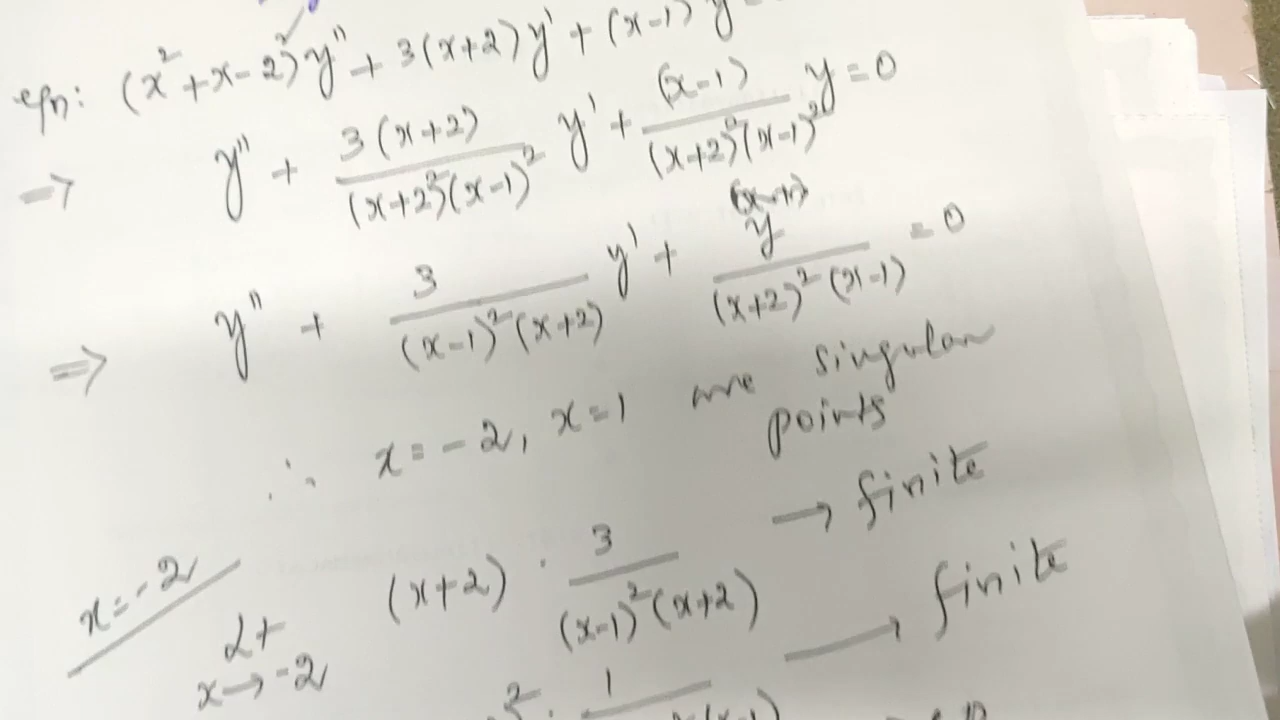 eqn: (x²+x-2)²y" + 3(x+2)y' + (x-1)y
⇒ y" + 3(x+2)/(x+2)²(x-1)² y' + (x-1)/(x+2)²(x-1)² y = 0
⇒ y" + 3/(x-1)²(x+2) y' + y/(x+2)²(x-1) = 0
∴ x = -2, x = 1 are singular
points
x = -2
Lt x→-2 (x+2) · 3/(x-1)²(x+2) → finite
→ finite